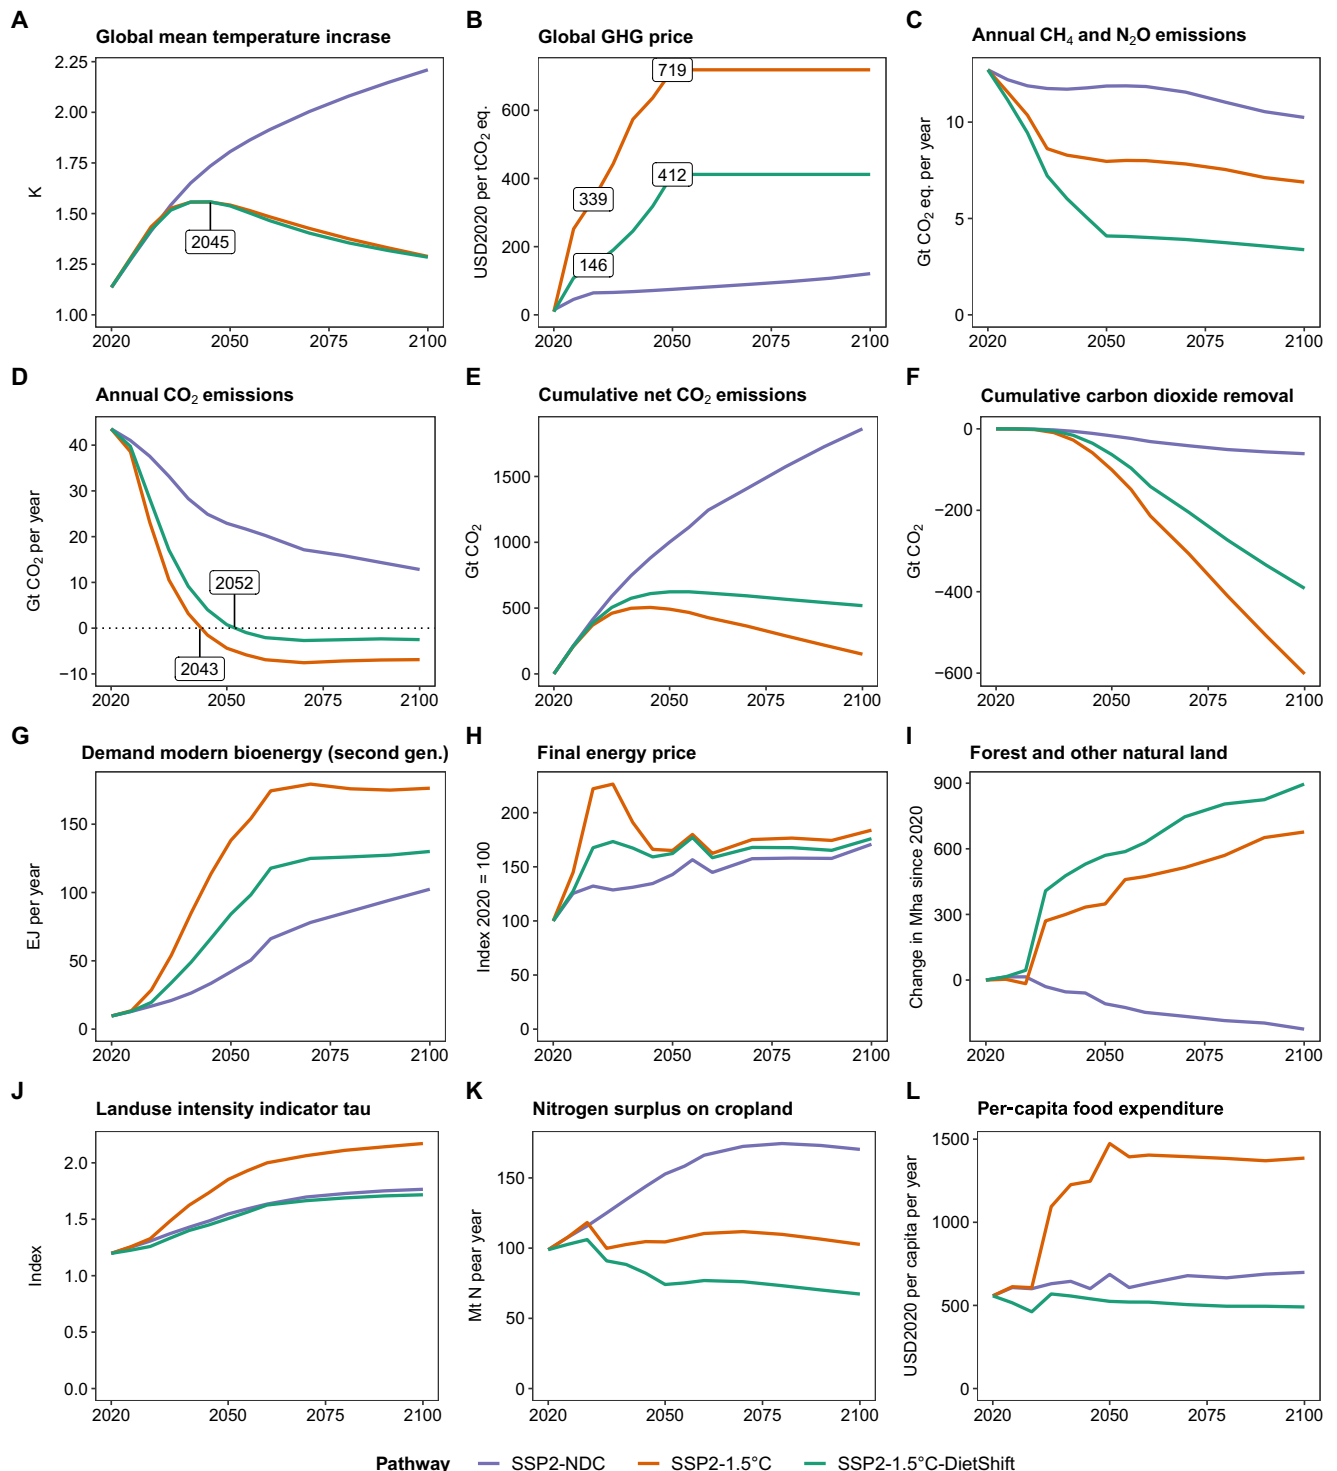 A
Global mean temperature incrase
K
2.25
2.00
1.75
1.50
1.25
1.00
2045
2020 2050 2075 2100
B
Global GHG price
USD2020 per tCO₂ eq.
600
400
200
0
719
339
412
146
2020 2050 2075 2100
C
Annual CH₄ and N₂O emissions
Gt CO₂ eq. per year
10
5
0
2020 2050 2075 2100
D
Annual CO₂ emissions
Gt CO₂ per year
40
30
20
10
0
−10
2052
2043
2020 2050 2075 2100
E
Cumulative net CO₂ emissions
Gt CO₂
1500
1000
500
0
2020 2050 2075 2100
F
Cumulative carbon dioxide removal
Gt CO₂
0
−200
−400
−600
2020 2050 2075 2100
G
Demand modern bioenergy (second gen.)
EJ per year
150
100
50
0
2020 2050 2075 2100
H
Final energy price
Index 2020 = 100
200
150
100
50
0
2020 2050 2075 2100
I
Forest and other natural land
Change in Mha since 2020
900
600
300
0
2020 2050 2075 2100
J
Landuse intensity indicator tau
Index
2.0
1.5
1.0
0.5
0.0
2020 2050 2075 2100
K
Nitrogen surplus on cropland
Mt N pear year
150
100
50
0
2020 2050 2075 2100
L
Per-capita food expenditure
USD2020 per capita per year
1500
1000
500
0
2020 2050 2075 2100
Pathway SSP2-NDC SSP2-1.5°C SSP2-1.5°C-DietShift